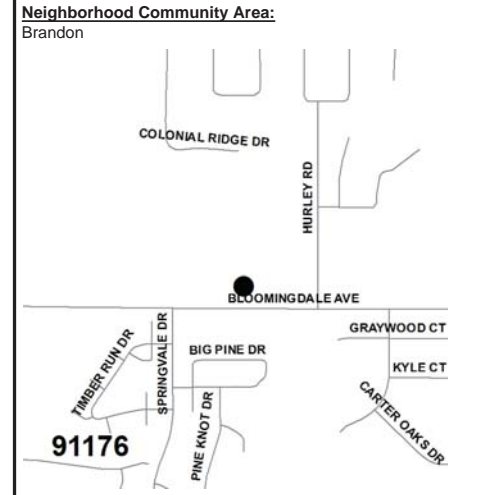 Neighborhood Community Area:
Brandon
COLONIAL RIDGE DR
HURLEY RD
BLOOMINGDALE AVE
GRAYWOOD CT
SPRINGVALE DR
TIMBER RUN DR
BIG PINE DR
KYLE CT
CARTER OAKS DR
PINE KNOT DR
91176